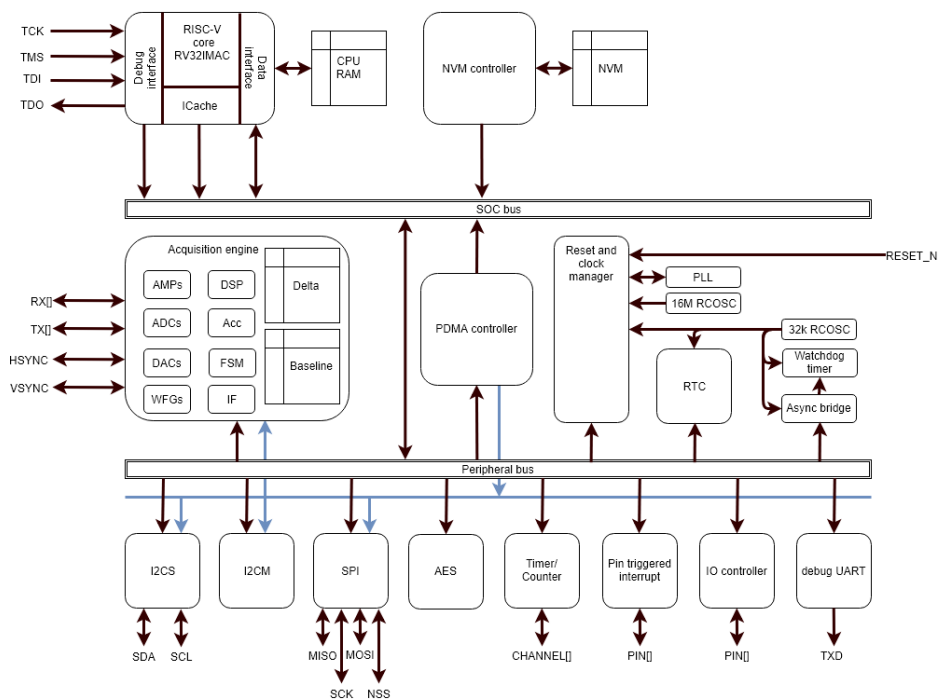 TCK
TMS
TDI
TDO
Debug
interface
RISC-V
core
RV32IMAC
ICache
Data
interface
CPU
RAM
NVM controller
NVM
SOC bus
Acquisition engine
AMPs
DSP
ADCs
Acc
DACs
FSM
WFGs
IF
Delta
Baseline
RX[]
TX[]
HSYNC
VSYNC
PDMA controller
Reset and
clock
manager
RESET_N
PLL
16M RCOSC
32k RCOSC
RTC
Watchdog
timer
Async bridge
Peripheral bus
I2CS
I2CM
SPI
AES
Timer/
Counter
Pin triggered
interrupt
IO controller
debug UART
SDA
SCL
MISO
MOSI
SCK
NSS
CHANNEL[]
PIN[]
PIN[]
TXD